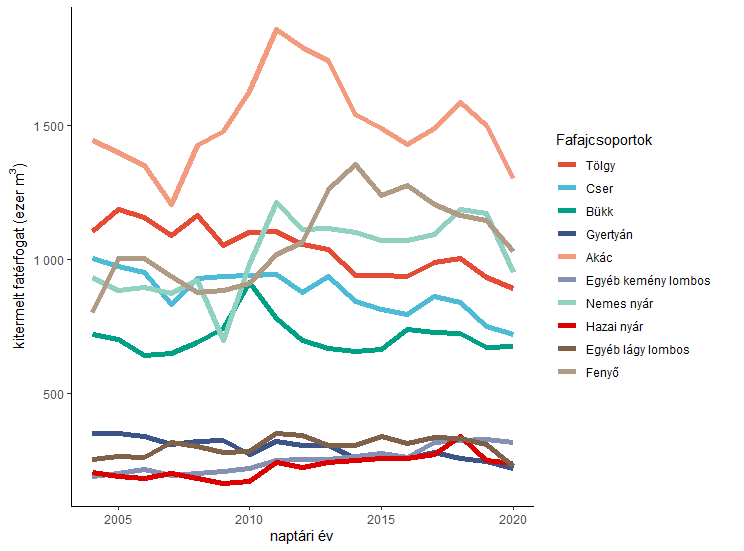 kitermelt fatérfogat (ezer m³)
1 500
1 000
500
2005
2010
2015
2020
naptári év
Fafajcsoportok
Tölgy
Cser
Bükk
Gyertyán
Akác
Egyéb kemény lombos
Nemes nyár
Hazai nyár
Egyéb lágy lombos
Fenyő